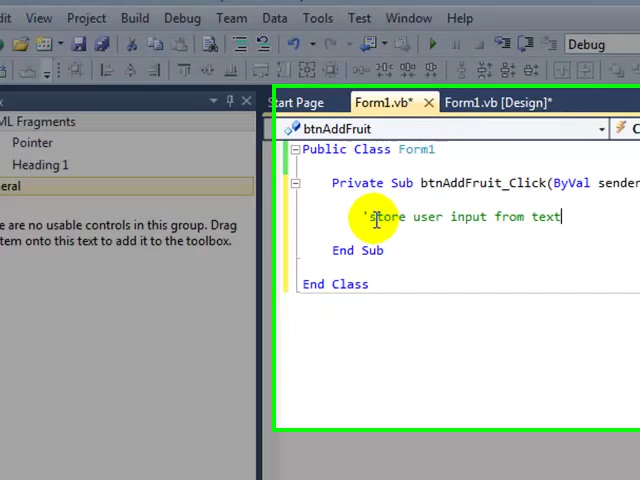 View Project Build Debug Team Data Tools Test Window Help
Debug
Start Page Form1.vb* Form1.vb [Design]*
btnAddFruit
ML Fragments
Pointer
Heading 1
neral
ere are no usable controls in this group. Drag
tem onto this text to add it to the toolbox.
Public Class Form1
Private Sub btnAddFruit_Click(ByVal sender
'store user input from text
End Sub
End Class